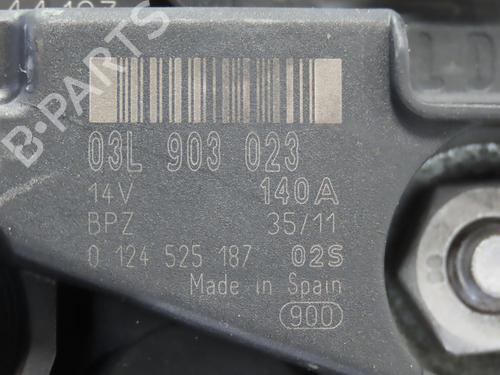 03L 903 023
14V 140A
BPZ 35/11
0 124 525 187 02S
Made in Spain
900
B-PARTS